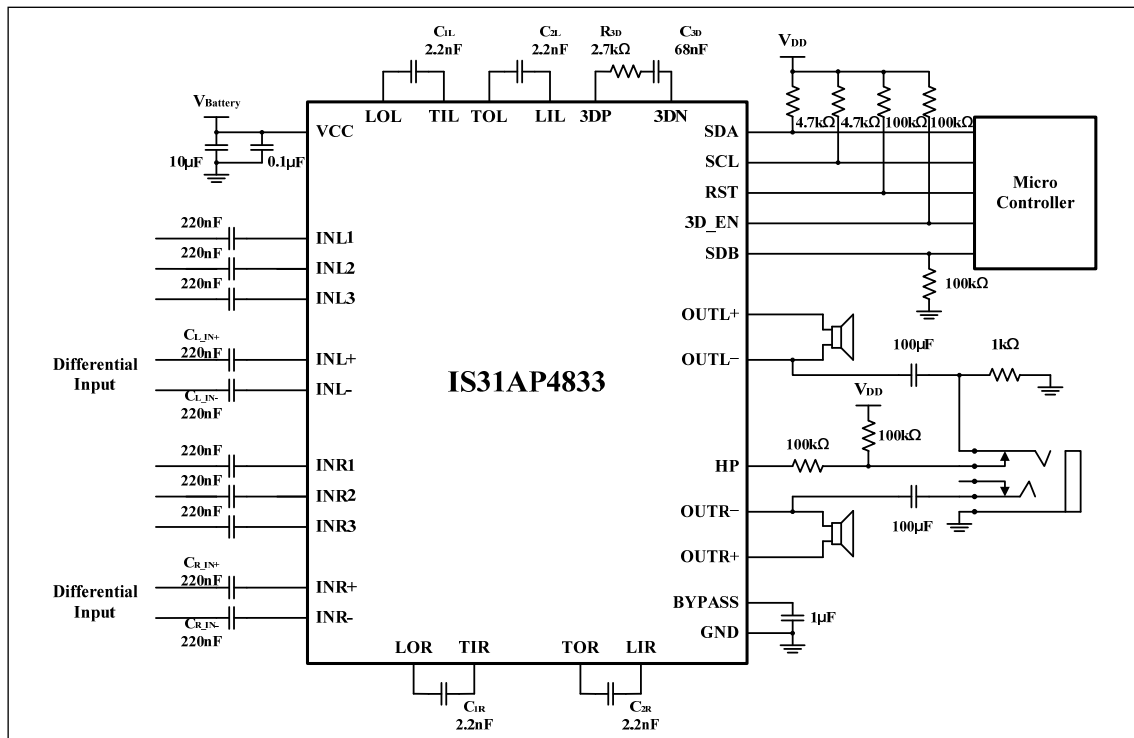 C1L
2.2nF
C2L
2.2nF
R3D
2.7kΩ
C3D
68nF
VDD
VBattery
10μF
0.1μF
LOL
TIL
TOL
LIL
3DP
3DN
VCC
4.7kΩ
4.7kΩ
100kΩ
100kΩ
SDA
SCL
RST
3D_EN
SDB
Micro
Controller
100kΩ
220nF
INL1
220nF
INL2
220nF
INL3
Differential
Input
CL_IN+
220nF
INL+
INL-
CL_IN-
220nF
IS31AP4833
OUTL+
OUTL−
100μF
1kΩ
VDD
100kΩ
100kΩ
HP
220nF
INR1
220nF
INR2
220nF
INR3
OUTR−
100μF
OUTR+
Differential
Input
CR_IN+
220nF
INR+
INR-
CR_IN-
220nF
BYPASS
1μF
GND
LOR
TIR
TOR
LIR
C1R
2.2nF
C2R
2.2nF